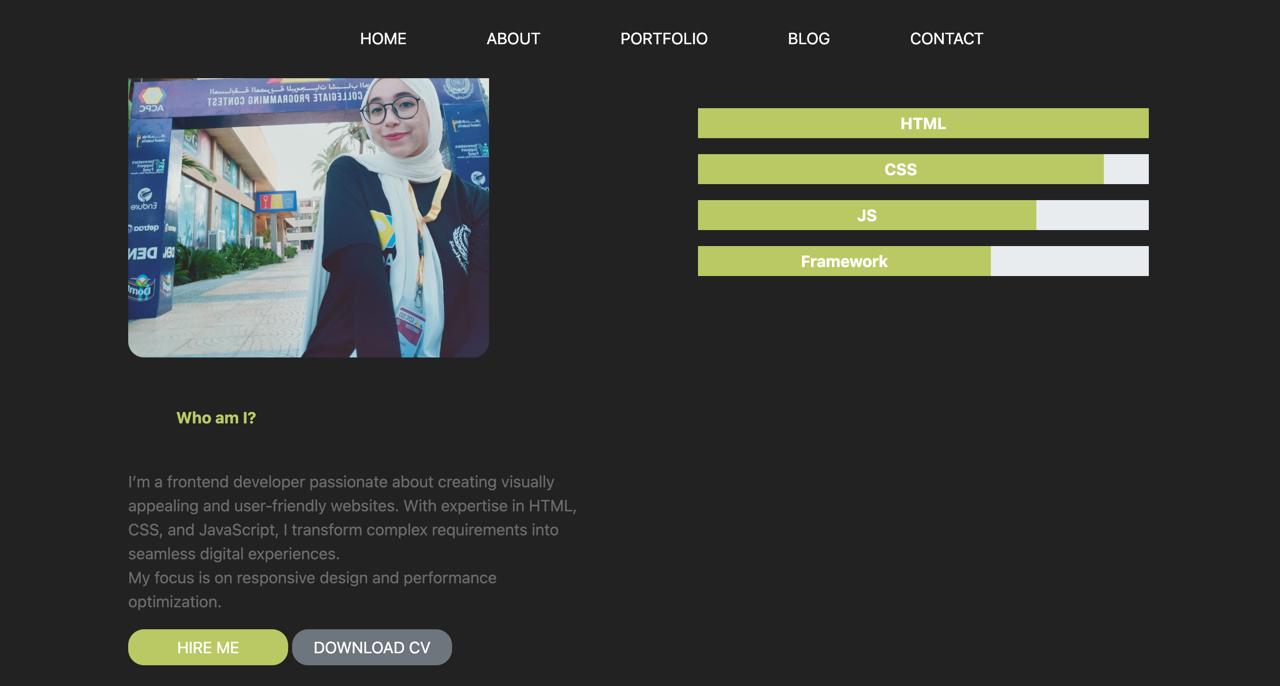 HOME ABOUT PORTFOLIO BLOG CONTACT
ACPC
COLLEGIATE PROGRAMMING CONTEST
HTML
CSS
JS
Framework
Who am I?
I'm a frontend developer passionate about creating visually
appealing and user-friendly websites. With expertise in HTML,
CSS, and JavaScript, I transform complex requirements into
seamless digital experiences.
My focus is on responsive design and performance
optimization.
HIRE ME DOWNLOAD CV